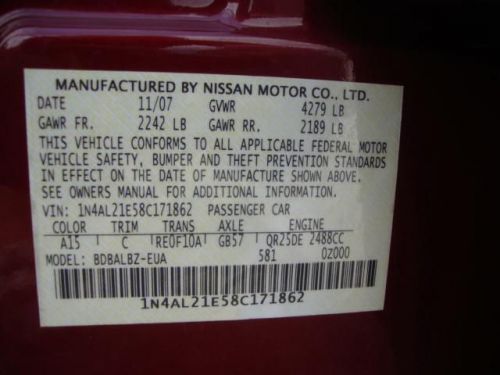 MANUFACTURED BY NISSAN MOTOR CO., LTD.
DATE 11/07 GVWR 4279 LB
GAWR FR. 2242 LB GAWR RR. 2189 LB
THIS VEHICLE CONFORMS TO ALL APPLICABLE FEDERAL MOTOR
VEHICLE SAFETY, BUMPER AND THEFT PREVENTION STANDARDS
IN EFFECT ON THE DATE OF MANUFACTURE SHOWN ABOVE.
SEE OWNERS MANUAL FOR ADDITIONAL INFORMATION.
VIN: 1N4AL21E58C171862 PASSENGER CAR
COLOR TRIM TRANS AXLE ENGINE
A15 C RE0F10A GB57 QR25DE 2488CC
MODEL: BDBALBZ-EUA 581 0Z000
1N4AL21E58C171862